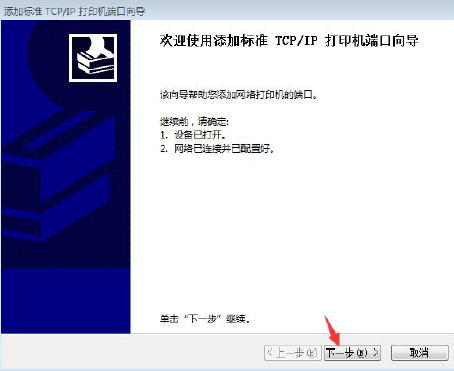 添加标准 TCP/IP 打印机端口向导
欢迎使用添加标准 TCP/IP 打印机端口向导
该向导帮助您添加网络打印机的端口。
继续前，请确定:
1. 设备已打开。
2. 网络已连接并已配置好。
单击“下一步”继续。
< 上一步(B) 下一步(N) > 取消